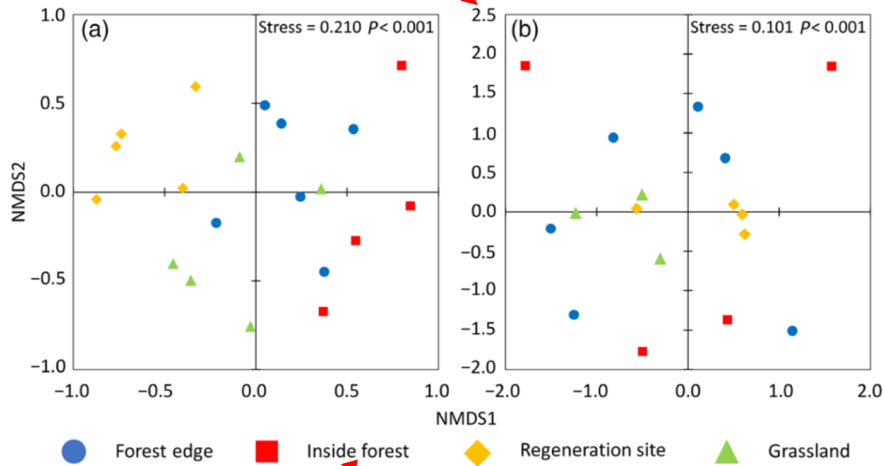 (a) Stress = 0.210 P< 0.001
1.0
0.5
0.0
−0.5
−1.0
−1.0 −0.5 0.0 0.5 1.0
NMDS2
(b) Stress = 0.101 P< 0.001
2.5
2.0
1.5
1.0
0.5
0.0
−0.5
−1.0
−1.5
−2.0
−2.0 −1.0 0.0 1.0 2.0
NMDS1
Forest edge Inside forest Regeneration site Grassland